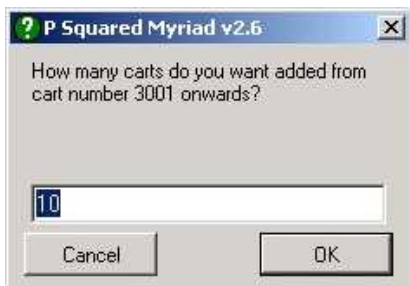 P Squared Myriad v2.6
How many carts do you want added from
cart number 3001 onwards?
10
Cancel OK